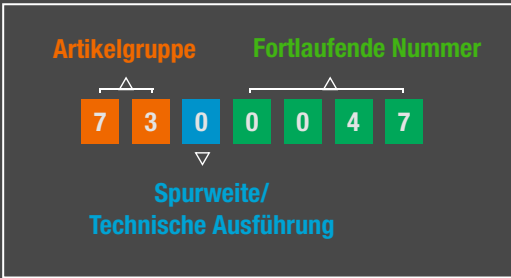 Artikelgruppe Fortlaufende Nummer
7 3 0 0 0 4 7
Spurweite/
Technische Ausführung